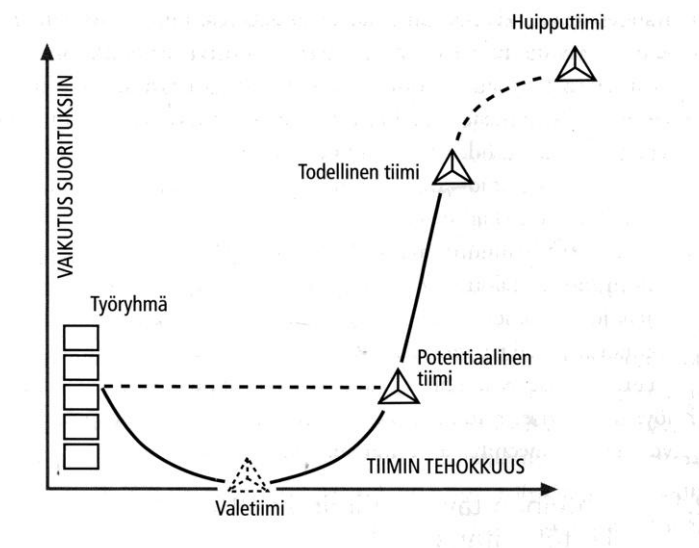 Huipputiimi
VAIKUTUS SUORITUKSIIN
Todellinen tiimi
Työryhmä
Potentiaalinen
tiimi
TIIMIN TEHOKKUUS
Valetiimi